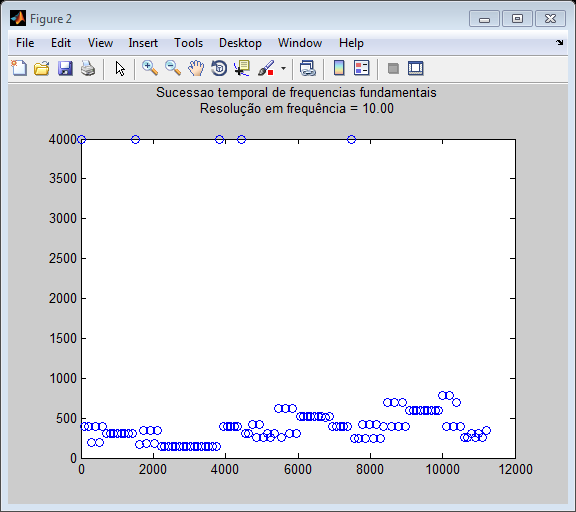 Figure 2
File Edit View Insert Tools Desktop Window Help
Sucessao temporal de frequencias fundamentais
Resolução em frequência = 10.00
4000
3500
3000
2500
2000
1500
1000
500
0
0 2000 4000 6000 8000 10000 12000